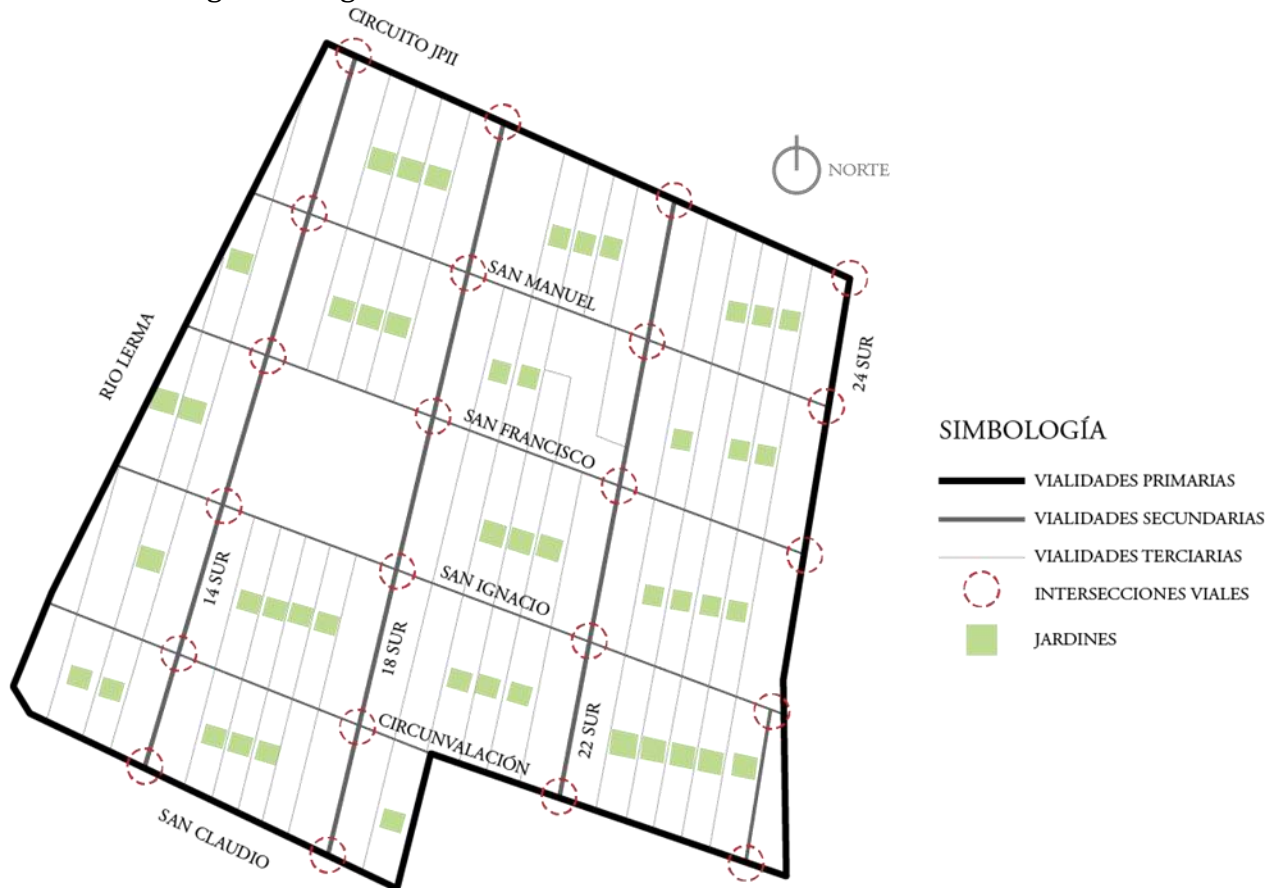 CIRCUITO JPII
NORTE
SAN MANUEL
RIO LERMA
24 SUR
SAN FRANCISCO
SIMBOLOGÍA
VIALIDADES PRIMARIAS
VIALIDADES SECUNDARIAS
VIALIDADES TERCIARIAS
INTERSECCIONES VIALES
JARDINES
14 SUR
SAN IGNACIO
18 SUR
22 SUR
CIRCUNVALACIÓN
SAN CLAUDIO